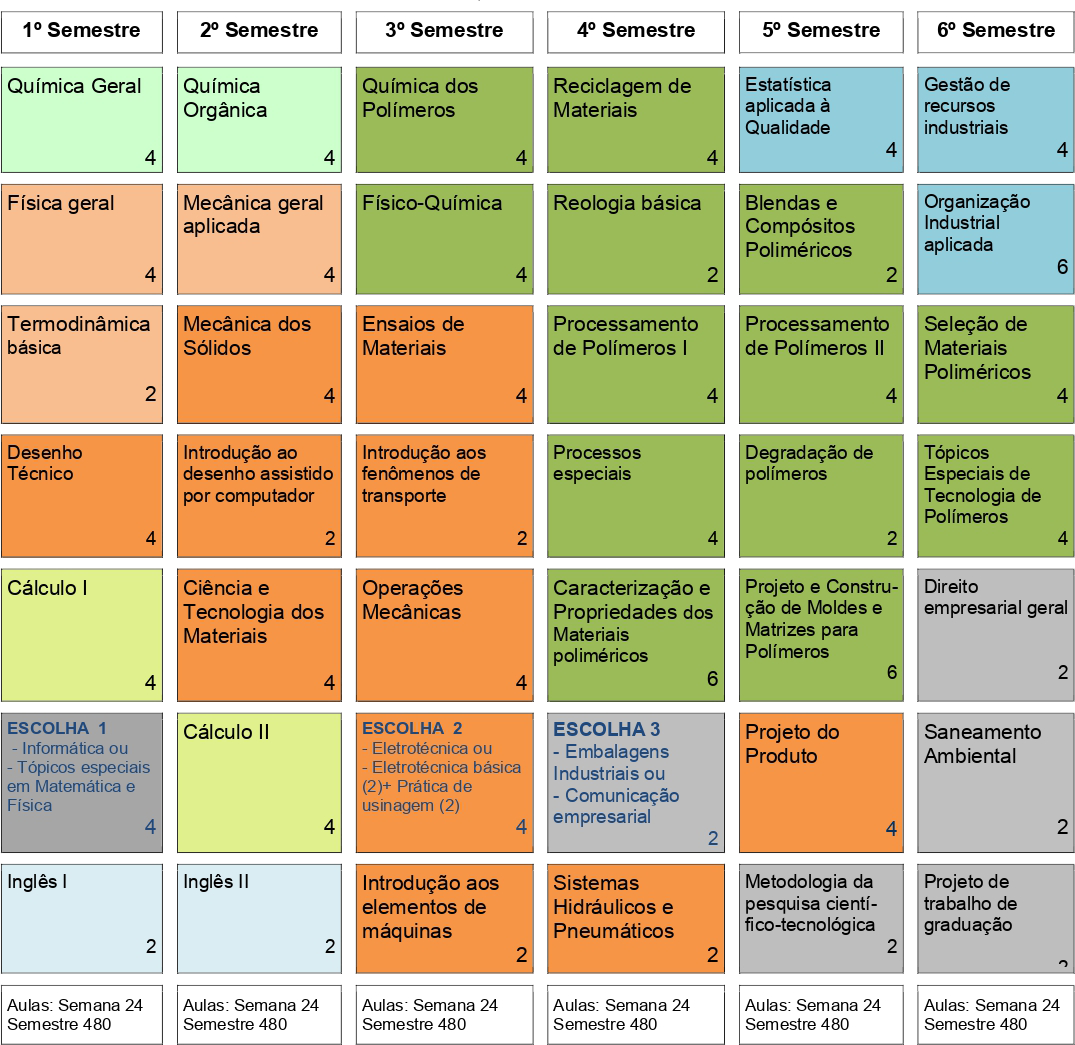 1º Semestre
2º Semestre
3º Semestre
4º Semestre
5º Semestre
6º Semestre
Química Geral
4
Química
Orgânica
4
Química dos
Polímeros
4
Reciclagem de
Materiais
4
Estatística
aplicada à
Qualidade
4
Gestão de
recursos
industriais
4
Física geral
4
Mecânica geral
aplicada
4
Físico-Química
4
Reologia básica
2
Blendas e
Compósitos
Poliméricos
2
Organização
Industrial
aplicada
6
Termodinâmica
básica
2
Mecânica dos
Sólidos
4
Ensaios de
Materiais
4
Processamento
de Polímeros I
4
Processamento
de Polímeros II
4
Seleção de
Materiais
Poliméricos
4
Desenho
Técnico
4
Introdução ao
desenho assistido
por computador
2
Introdução aos
fenômenos de
transporte
2
Processos
especiais
4
Degradação de
polímeros
2
Tópicos
Especiais de
Tecnologia de
Polímeros
4
Cálculo I
4
Ciência e
Tecnologia dos
Materiais
4
Operações
Mecânicas
4
Caracterização e
Propriedades dos
Materiais
poliméricos
6
Projeto e Constru-
ção de Moldes e
Matrizes para
Polímeros
6
Direito
empresarial geral
2
ESCOLHA 1
- Informática ou
- Tópicos especiais
em Matemática e
Física
4
Cálculo II
4
ESCOLHA 2
- Eletrotécnica ou
- Eletrotécnica básica
(2)+ Prática de
usinagem (2)
4
ESCOLHA 3
- Embalagens
Industriais ou
- Comunicação
empresarial
2
Projeto do
Produto
4
Saneamento
Ambiental
2
Inglês I
2
Inglês II
2
Introdução aos
elementos de
máquinas
2
Sistemas
Hidráulicos e
Pneumáticos
2
Metodologia da
pesquisa cientí-
fico-tecnológica
2
Projeto de
trabalho de
graduação
Aulas: Semana 24
Semestre 480
Aulas: Semana 24
Semestre 480
Aulas: Semana 24
Semestre 480
Aulas: Semana 24
Semestre 480
Aulas: Semana 24
Semestre 480
Aulas: Semana 24
Semestre 480